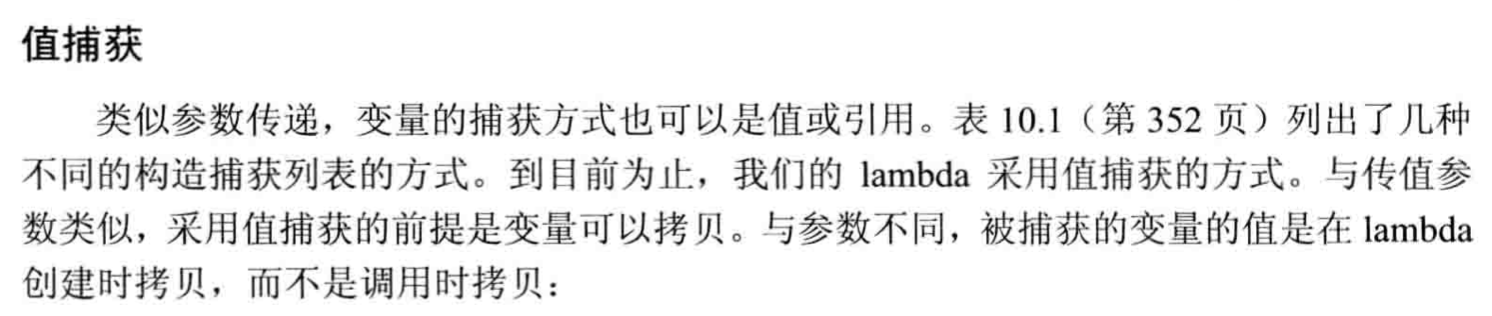 值捕获
类似参数传递，变量的捕获方式也可以是值或引用。表 10.1（第 352 页）列出了几种
不同的构造捕获列表的方式。到目前为止，我们的 lambda 采用值捕获的方式。与传值参
数类似，采用值捕获的前提是变量可以拷贝。与参数不同，被捕获的变量的值是在 lambda
创建时拷贝，而不是调用时拷贝：